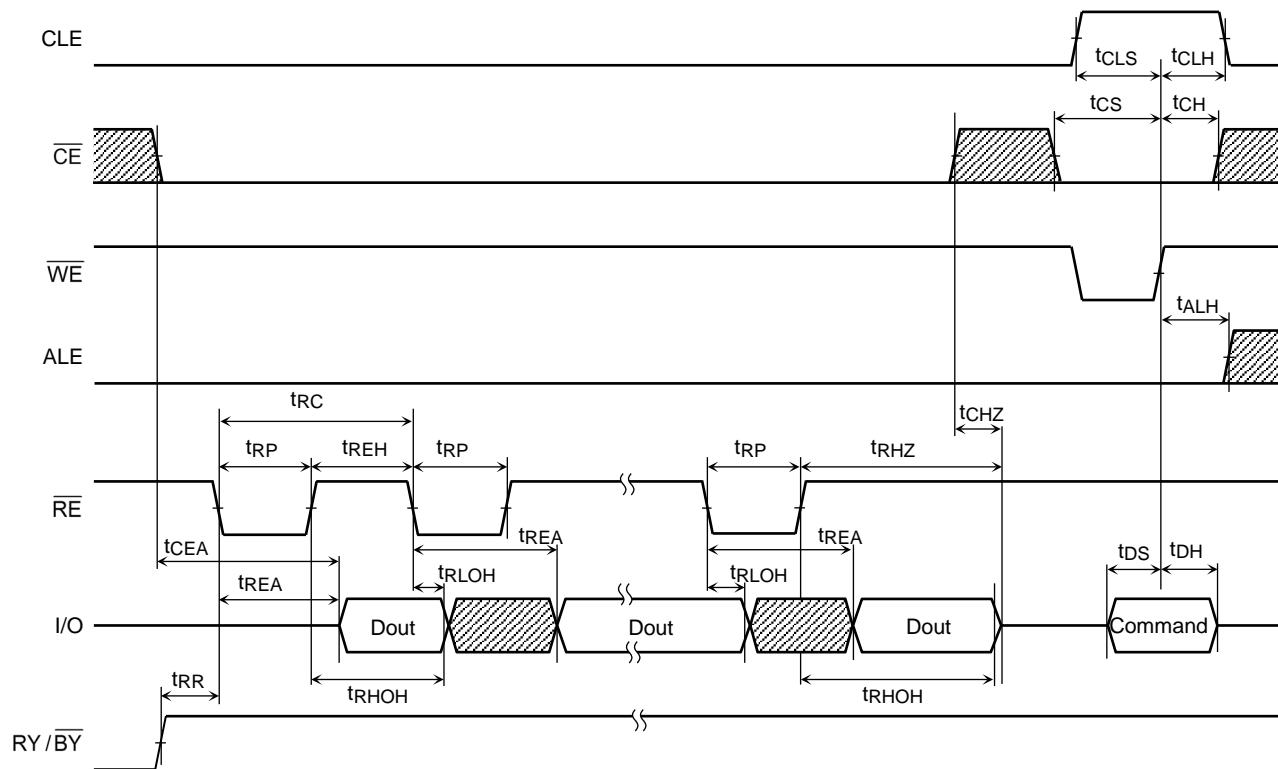 CLE
tCLS
tCLH
tCS
tCH
CE
WE
tALH
ALE
tRC
tCHZ
tRP
tREH
tRP
tRP
tRHZ
RE
tCEA
tREA
tREA
tDS
tDH
tREA
tRLOH
tRLOH
I/O
Dout
Dout
Dout
Command
tRR
tRHOH
tRHOH
RY / BY